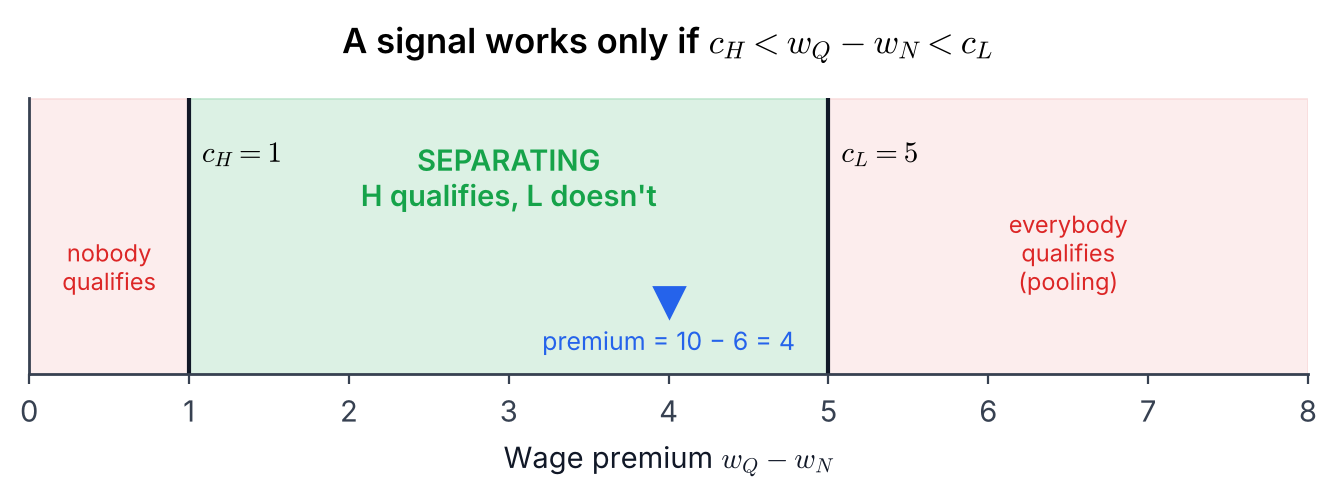 A signal works only if c_H < w_Q − w_N < c_L
c_H = 1
SEPARATING
H qualifies, L doesn't
c_L = 5
nobody
qualifies
everybody
qualifies
(pooling)
premium = 10 − 6 = 4
0 1 2 3 4 5 6 7 8
Wage premium w_Q − w_N